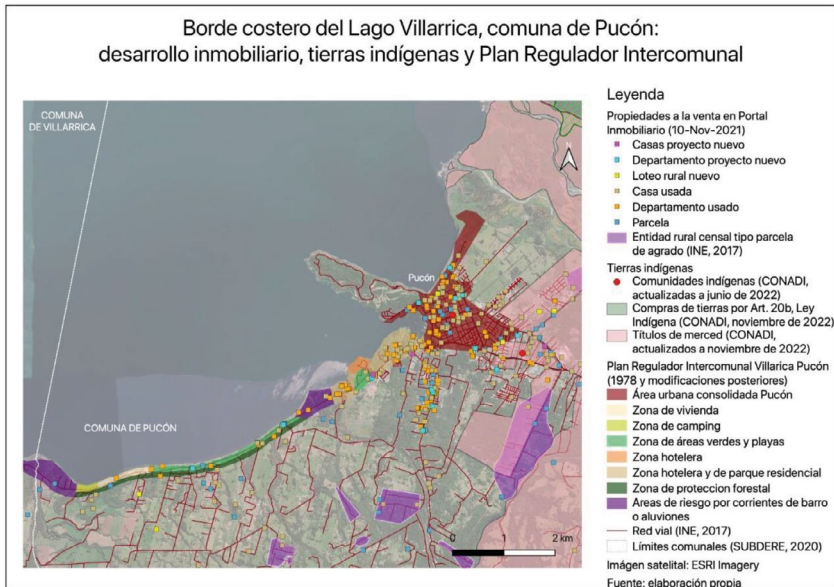 Borde costero del Lago Villarrica, comuna de Pucón:
desarrollo inmobiliario, tierras indígenas y Plan Regulador Intercomunal
COMUNA
DE VILLARRICA
N
Pucón
COMUNA DE PUCÓN
0 1 2 km
Leyenda
Propiedades a la venta en Portal
Inmobiliario (10-Nov-2021)
Casas proyecto nuevo
Departamento proyecto nuevo
Loteo rural nuevo
Casa usada
Departamento usado
Parcela
Entidad rural censal tipo parcela
de agrado (INE, 2017)
Tierras indígenas
Comunidades indígenas (CONADI,
actualizadas a junio de 2022)
Compras de tierras por Art. 20b, Ley
Indígena (CONADI, noviembre de 2022)
Títulos de merced (CONADI,
actualizados a noviembre de 2022)
Plan Regulador Intercomunal Villarica Pucón
(1978 y modificaciones posteriores)
Área urbana consolidada Pucón
Zona de vivienda
Zona de camping
Zona de áreas verdes y playas
Zona hotelera
Zona hotelera y de parque residencial
Zona de proteccion forestal
Areas de riesgo por corrientes de barro
o aluviones
Red vial (INE, 2017)
Límites comunales (SUBDERE, 2020)
Imágen satelital: ESRI Imagery
Fuente: elaboración propia